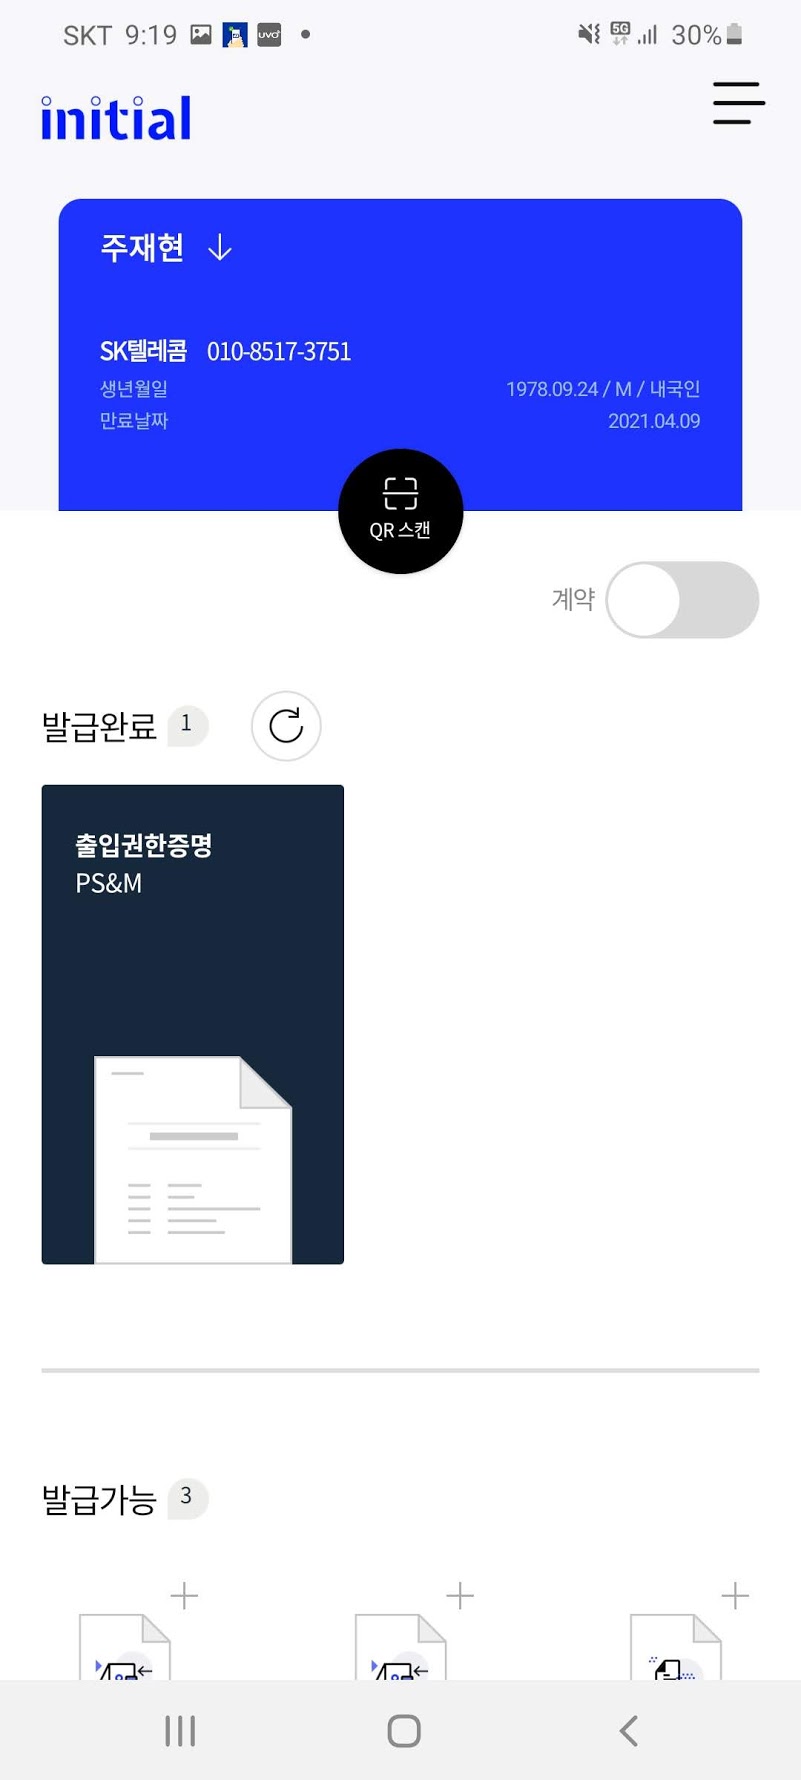 SKT 9:19 UVO 5G 30%
initial
주재현
SK텔레콤 010-8517-3751
생년월일 1978.09.24 / M / 내국인
만료날짜 2021.04.09
QR 스캔
계약
발급완료 1
출입권한증명
PS&M
발급가능 3